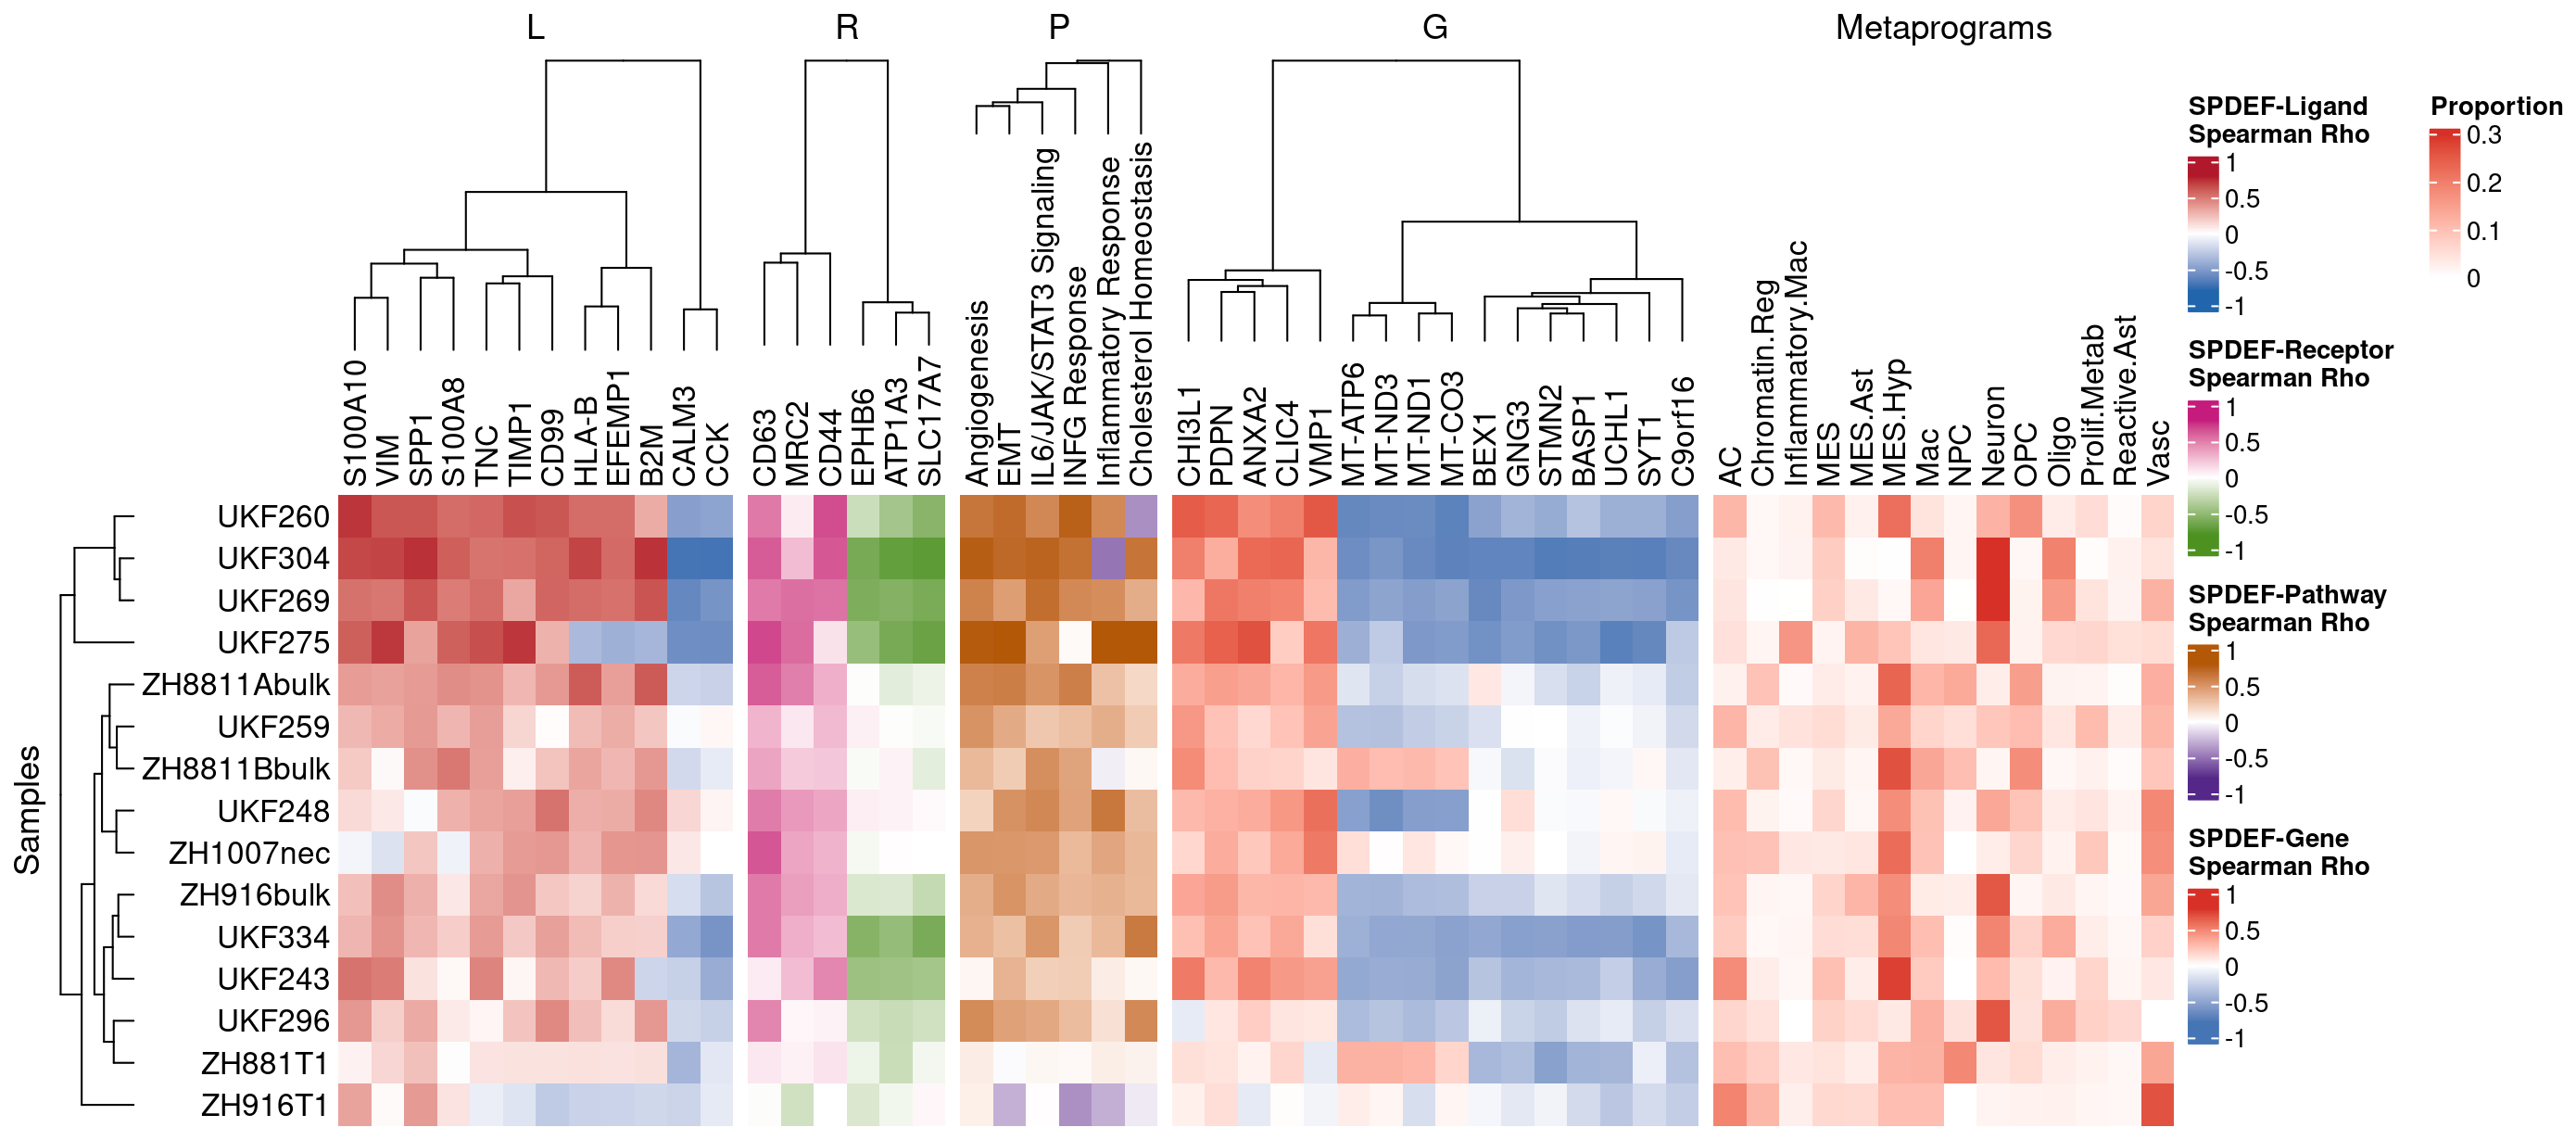 L
R
P
G
Metaprograms
S100A10
VIM
SPP1
S100A8
TNC
TIMP1
CD99
HLA-B
EFEMP1
B2M
CALM3
CCK
CD63
MRC2
CD44
EPHB6
ATP1A3
SLC17A7
Angiogenesis
EMT
IL6/JAK/STAT3 Signaling
INFG Response
Inflammatory Response
Cholesterol Homeostasis
CHI3L1
PDPN
ANXA2
CLIC4
VMP1
MT-ATP6
MT-ND3
MT-ND1
MT-CO3
BEX1
GNG3
STMN2
BASP1
UCHL1
SYT1
C9orf16
AC
Chromatin.Reg
Inflammatory.Mac
MES
MES.Ast
MES.Hyp
Mac
NPC
Neuron
OPC
Oligo
Prolif.Metab
Reactive.Ast
Vasc
Samples
UKF260
UKF304
UKF269
UKF275
ZH8811Abulk
UKF259
ZH8811Bbulk
UKF248
ZH1007nec
ZH916bulk
UKF334
UKF243
UKF296
ZH881T1
ZH916T1
SPDEF-Ligand
Spearman Rho
1
0.5
0
-0.5
-1
SPDEF-Receptor
Spearman Rho
1
0.5
0
-0.5
-1
SPDEF-Pathway
Spearman Rho
1
0.5
0
-0.5
-1
SPDEF-Gene
Spearman Rho
1
0.5
0
-0.5
-1
Proportion
0.3
0.2
0.1
0